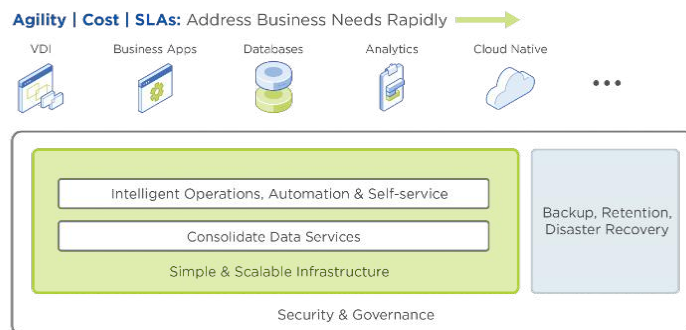 Agility | Cost | SLAs: Address Business Needs Rapidly
VDI
Business Apps
Databases
Analytics
Cloud Native
Intelligent Operations, Automation & Self-service
Consolidate Data Services
Simple & Scalable Infrastructure
Backup, Retention,
Disaster Recovery
Security & Governance